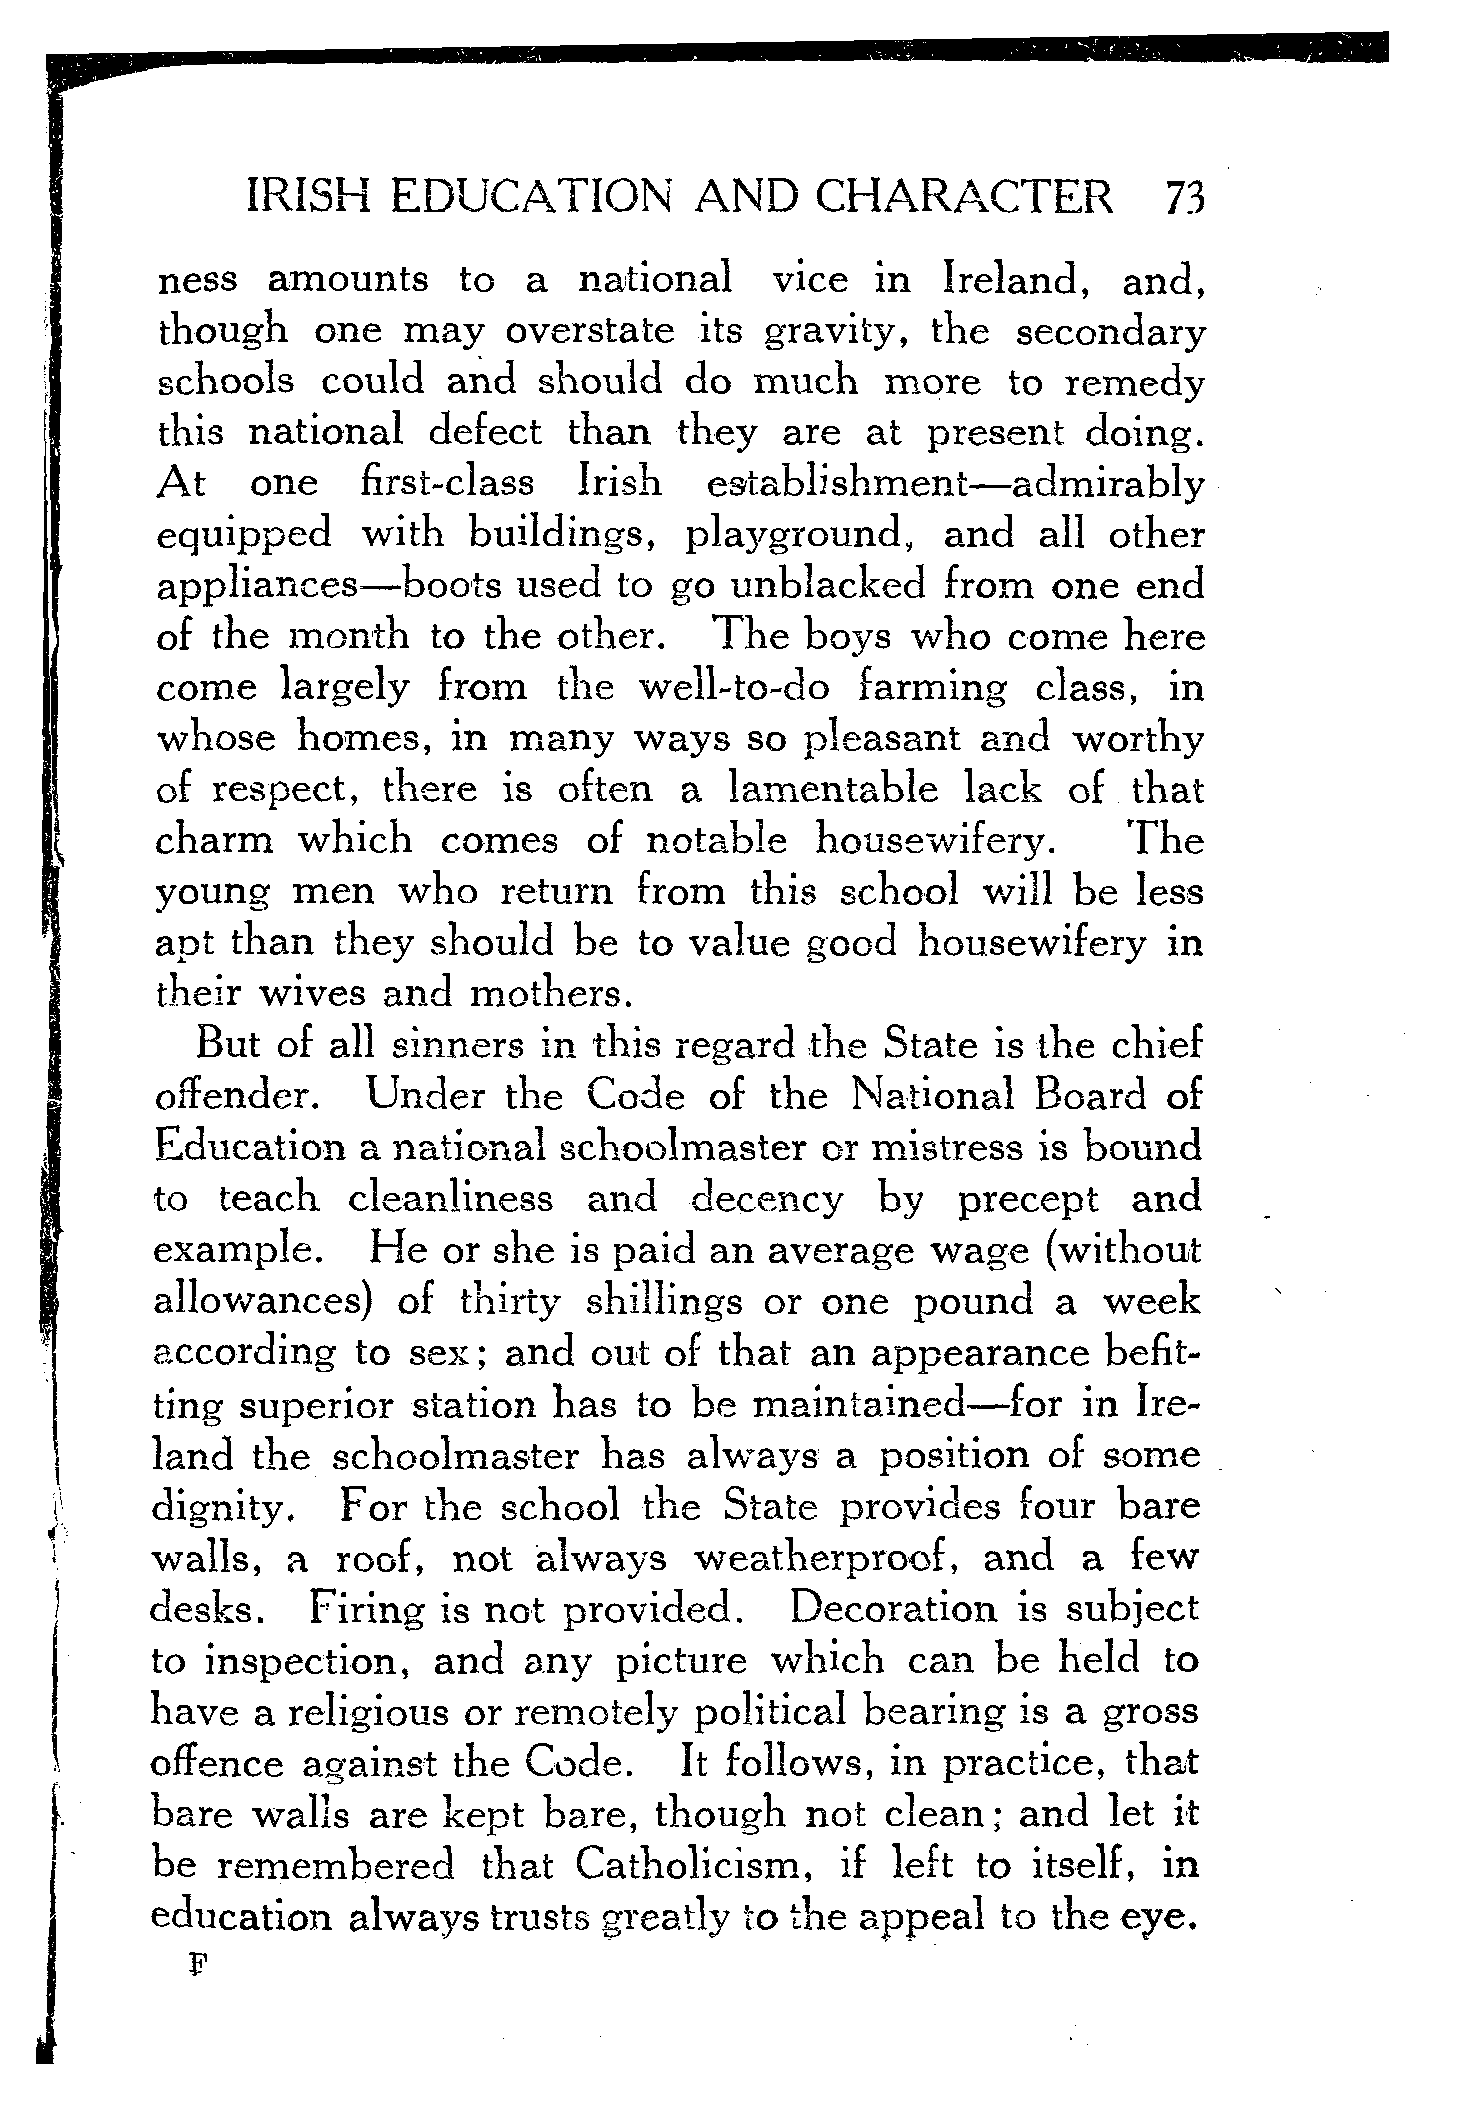 IRISH EDUCATION AND CHARACTER 73
ness amounts to a national vice in Ireland, and,
though one may overstate its gravity, the secondary
schools could and should do much more to remedy
this national defect than they are at present doing.
At one first-class Irish establishment—admirably
equipped with buildings, playground, and all other
appliances—boots used to go unblacked from one end
of the month to the other. The boys who come here
come largely from the well-to-do farming class, in
whose homes, in many ways so pleasant and worthy
of respect, there is often a lamentable lack of that
charm which comes of notable housewifery. The
young men who return from this school will be less
apt than they should be to value good housewifery in
their wives and mothers.
But of all sinners in this regard the State is the chief
offender. Under the Code of the National Board of
Education a national schoolmaster or mistress is bound
to teach cleanliness and decency by precept and
example. He or she is paid an average wage (without
allowances) of thirty shillings or one pound a week
according to sex; and out of that an appearance befit-
ting superior station has to be maintained—for in Ire-
land the schoolmaster has always a position of some
dignity. For the school the State provides four bare
walls, a roof, not always weatherproof, and a few
desks. Firing is not provided. Decoration is subject
to inspection, and any picture which can be held to
have a religious or remotely political bearing is a gross
offence against the Code. It follows, in practice, that
bare walls are kept bare, though not clean; and let it
be remembered that Catholicism, if left to itself, in
education always trusts greatly to the appeal to the eye.
F